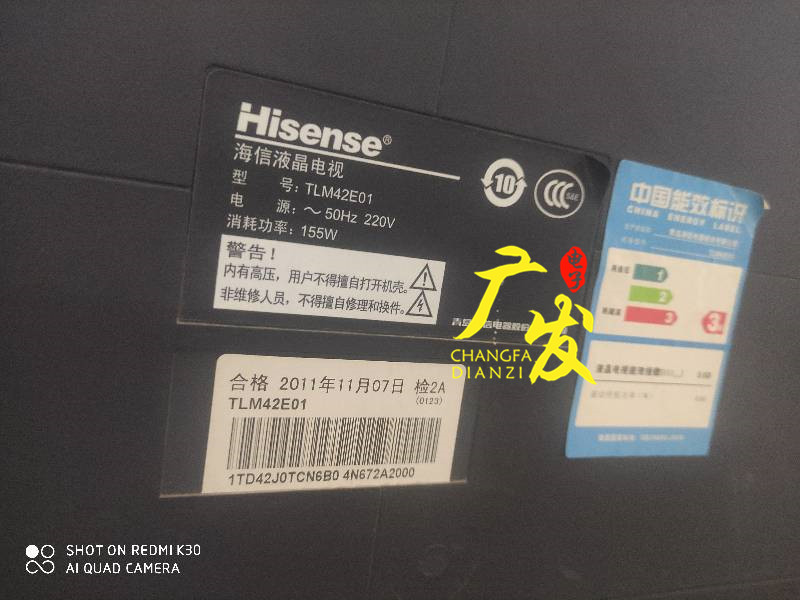 Hisense®
海信液晶电视
型 号: TLM42E01
电 源: ～ 50Hz 220V
消耗功率: 155W
警告!
内有高压，用户不得擅自打开机壳。
非维修人员，不得擅自修理和换件。
10
CCC
S&E
合格 2011年11月07日 检2A
(0123)
TLM42E01
1TD42J0TCN6B0 4N672A2000
中国能效标识
CHINA ENERGY LABEL
1
2
3
3
广发
电子
CHANGFA
DIANZI
SHOT ON REDMI K30
AI QUAD CAMERA